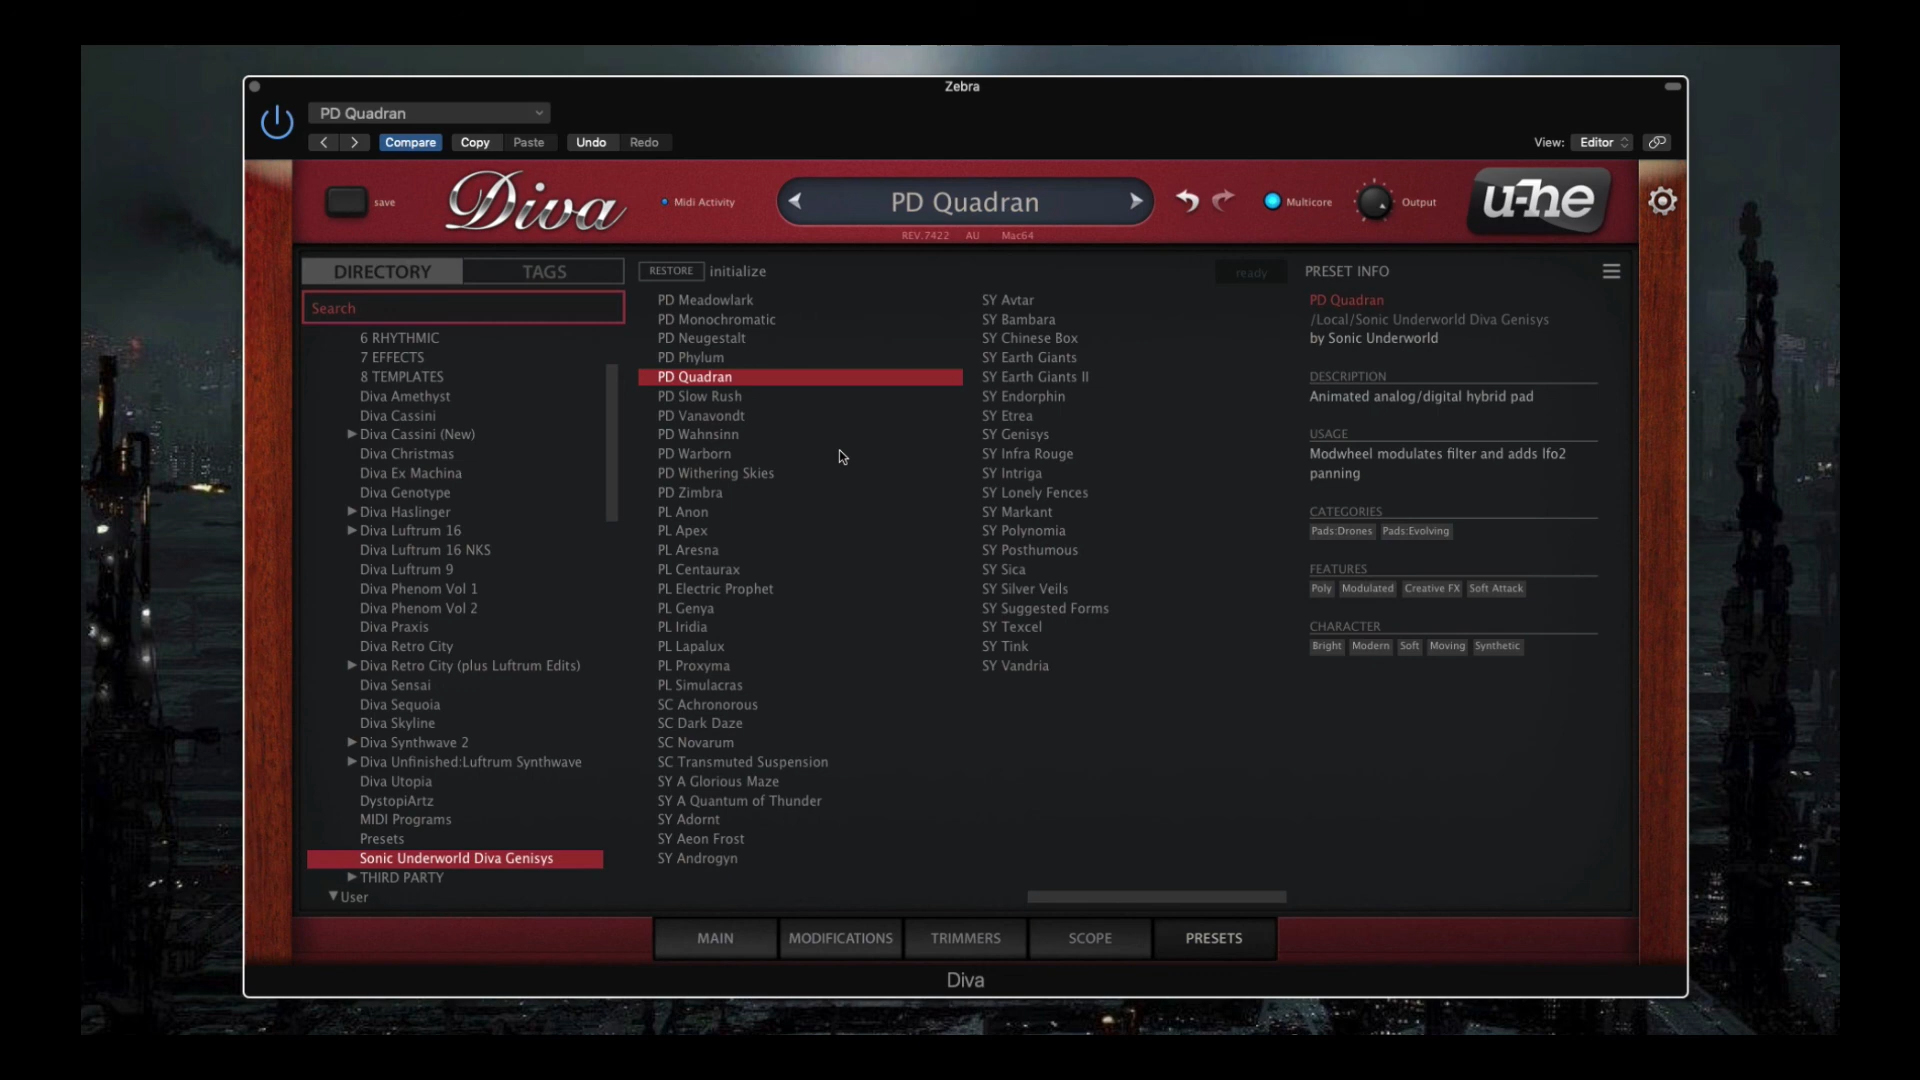 Zebra
PD Quadran
Compare
Copy
Paste
Undo
Redo
View:
Editor
save
Diva
Midi Activity
PD Quadran
REV.7422 AU Mac64
Multicore
Output
u-he
DIRECTORY
TAGS
Search
6 RHYTHMIC
7 EFFECTS
8 TEMPLATES
Diva Amethyst
Diva Cassini
Diva Cassini (New)
Diva Christmas
Diva Ex Machina
Diva Genotype
Diva Haslinger
Diva Luftrum 16
Diva Luftrum 16 NKS
Diva Luftrum 9
Diva Phenom Vol 1
Diva Phenom Vol 2
Diva Praxis
Diva Retro City
Diva Retro City (plus Luftrum Edits)
Diva Sensai
Diva Sequoia
Diva Skyline
Diva Synthwave 2
Diva Unfinished:Luftrum Synthwave
Diva Utopia
DystopiArtz
MIDI Programs
Presets
Sonic Underworld Diva Genisys
THIRD PARTY
User
RESTORE
initialize
ready
PD Meadowlark
PD Monochromatic
PD Neugestalt
PD Phylum
PD Quadran
PD Slow Rush
PD Vanavondt
PD Wahnsinn
PD Warborn
PD Withering Skies
PD Zimbra
PL Anon
PL Apex
PL Aresna
PL Centaurax
PL Electric Prophet
PL Genya
PL Iridia
PL Lapalux
PL Proxyma
PL Simulacras
SC Achronorous
SC Dark Daze
SC Novarum
SC Transmuted Suspension
SY A Glorious Maze
SY A Quantum of Thunder
SY Adornt
SY Aeon Frost
SY Androgyn
SY Avtar
SY Bambara
SY Chinese Box
SY Earth Giants
SY Earth Giants II
SY Endorphin
SY Etrea
SY Genisys
SY Infra Rouge
SY Intriga
SY Lonely Fences
SY Markant
SY Polynomia
SY Posthumous
SY Sica
SY Silver Veils
SY Suggested Forms
SY Texcel
SY Tink
SY Vandria
PRESET INFO
PD Quadran
/Local/Sonic Underworld Diva Genisys
by Sonic Underworld
DESCRIPTION
Animated analog/digital hybrid pad
USAGE
Modwheel modulates filter and adds lfo2
panning
CATEGORIES
Pads:Drones Pads:Evolving
FEATURES
Poly Modulated Creative FX Soft Attack
CHARACTER
Bright Modern Soft Moving Synthetic
MAIN
MODIFICATIONS
TRIMMERS
SCOPE
PRESETS
Diva